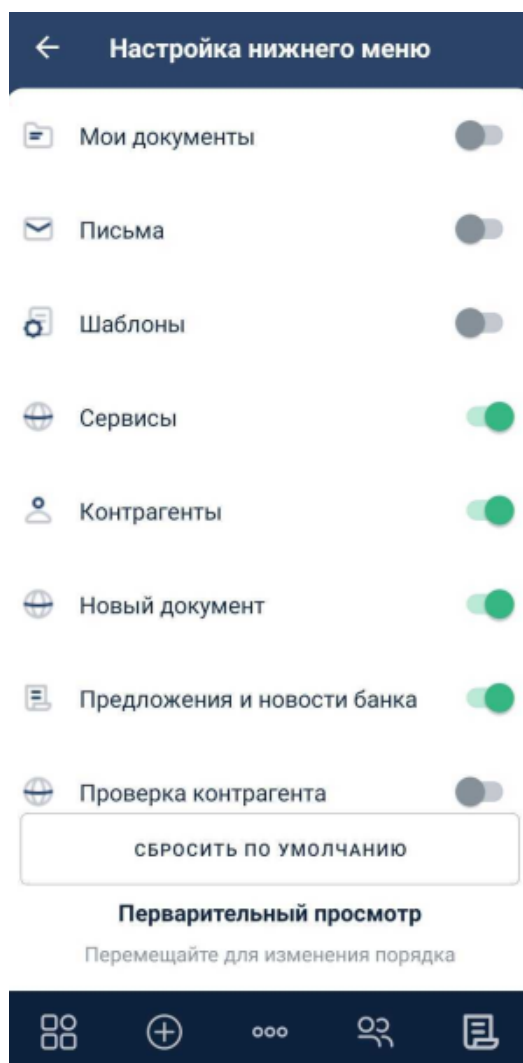 Настройка нижнего меню
Мои документы
Письма
Шаблоны
Сервисы
Контрагенты
Новый документ
Предложения и новости банка
Проверка контрагента
СБРОСИТЬ ПО УМОЛЧАНИЮ
Перварительный просмотр
Перемещайте для изменения порядка